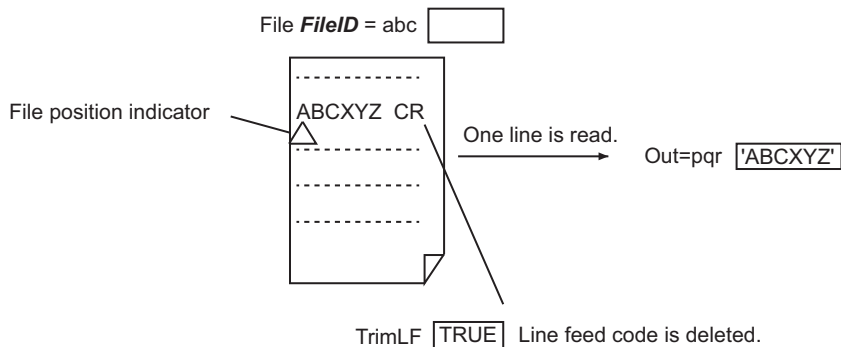 File FileID = abc
File position indicator
ABCXYZ CR
One line is read.
Out=pqr 'ABCXYZ'
TrimLF TRUE Line feed code is deleted.